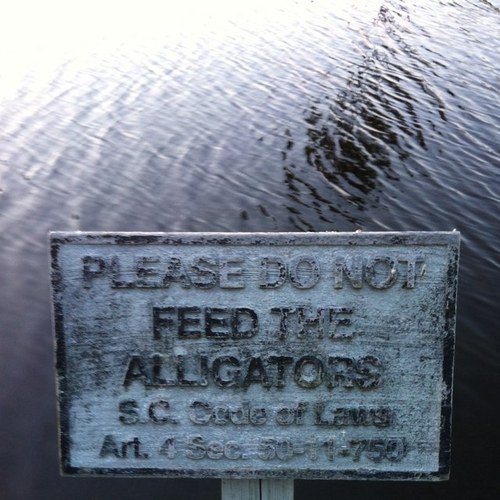 PLEASE DO NOT
FEED THE
ALLIGATORS
S.C. Code of Laws
Art. 4 Sec. 50-11-750